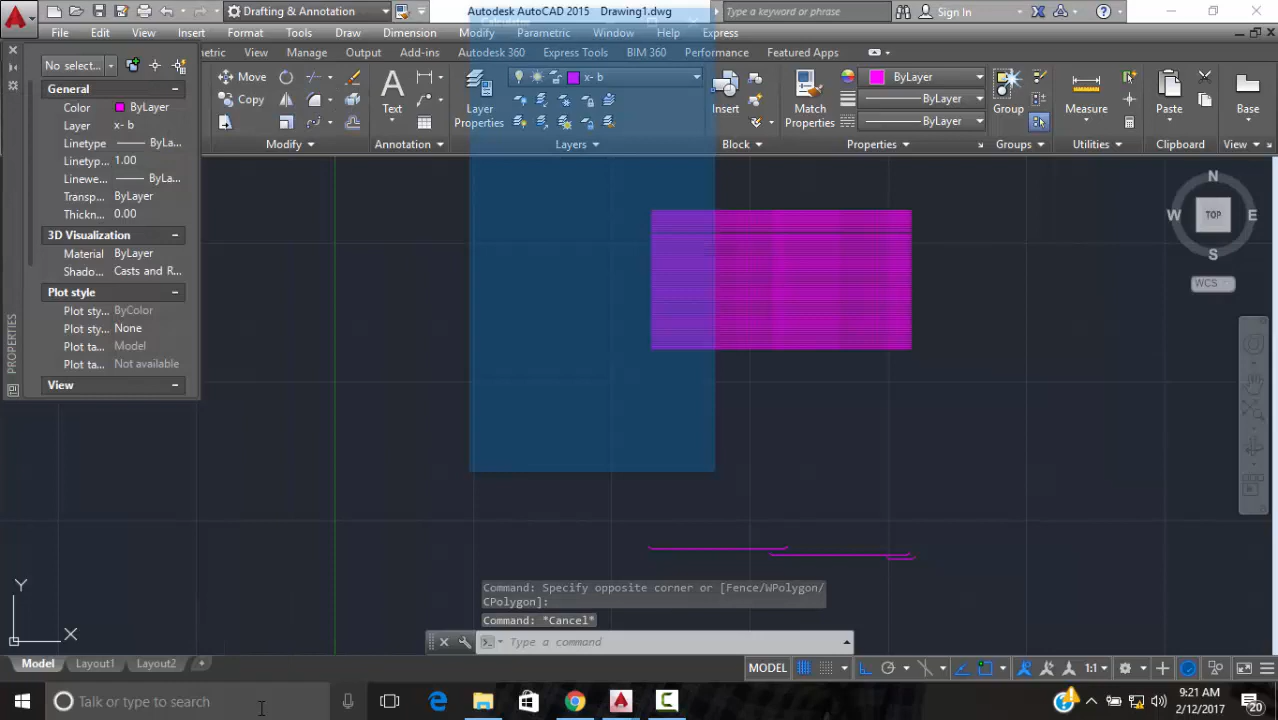 Drafting & Annotation
Autodesk AutoCAD 2015 Drawing1.dwg
Type a keyword or phrase
Sign In
File Edit View Insert Format Tools Draw Dimension Modify Parametric Window Help Express
netric View Manage Output Add-ins Autodesk 360 Express Tools BIM 360 Performance Featured Apps
No select...
General
Color ByLayer
Layer x- b
Linetype ByLa...
Linetyp... 1.00
Linewe... ByLa...
Transp... ByLayer
Thickn... 0.00
3D Visualization
Material ByLayer
Shado... Casts and R...
Plot style
Plot sty... ByColor
Plot sty... None
Plot ta... Model
Plot ta... Not available
View
PROPERTIES
Move
Copy
Modify
Text
Annotation
Layer Properties
x- b
Layers
Insert
Block
Match Properties
ByLayer
ByLayer
ByLayer
Properties
Group
Groups
Measure
Utilities
Paste
Clipboard
Base
View
Calculator
N
W TOP E
S
WCS
Command: Specify opposite corner or [Fence/WPolygon/
CPolygon]:
Command: *Cancel*
Type a command
Y
X
Model Layout1 Layout2 +
MODEL
1:1
Talk or type to search
9:21 AM
2/12/2017
20